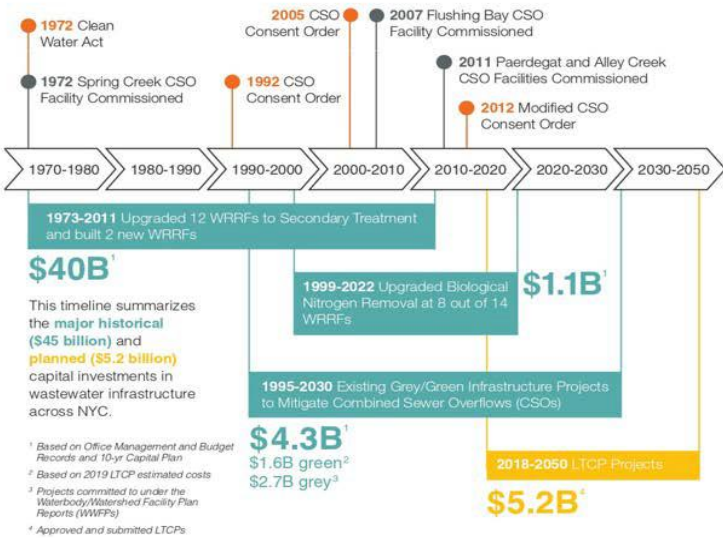 1972 Clean
Water Act
1972 Spring Creek CSO
Facility Commissioned
1992 CSO
Consent Order
2005 CSO
Consent Order
2007 Flushing Bay CSO
Facility Commissioned
2011 Paerdegat and Alley Creek
CSO Facilities Commissioned
2012 Modified CSO
Consent Order
1970-1980
1980-1990
1990-2000
2000-2010
2010-2020
2020-2030
2030-2050
1973-2011 Upgraded 12 WRRFs to Secondary Treatment
and built 2 new WRRFs
$40B¹
This timeline summarizes
the major historical
($45 billion) and
planned ($5.2 billion)
capital investments in
wastewater infrastructure
across NYC.
1999-2022 Upgraded Biological
Nitrogen Removal at 8 out of 14
WRRFs
$1.1B¹
1995-2030 Existing Grey/Green Infrastructure Projects
to Mitigate Combined Sewer Overflows (CSOs)
$4.3B¹
$1.6B green²
$2.7B grey³
2018-2050 LTCP Projects
$5.2B⁴
¹ Based on Office Management and Budget
Records and 10-yr Capital Plan
² Based on 2019 LTCP estimated costs
³ Projects committed to under the
Waterbody/Watershed Facility Plan
Reports (WWFPs)
⁴ Approved and submitted LTCPs